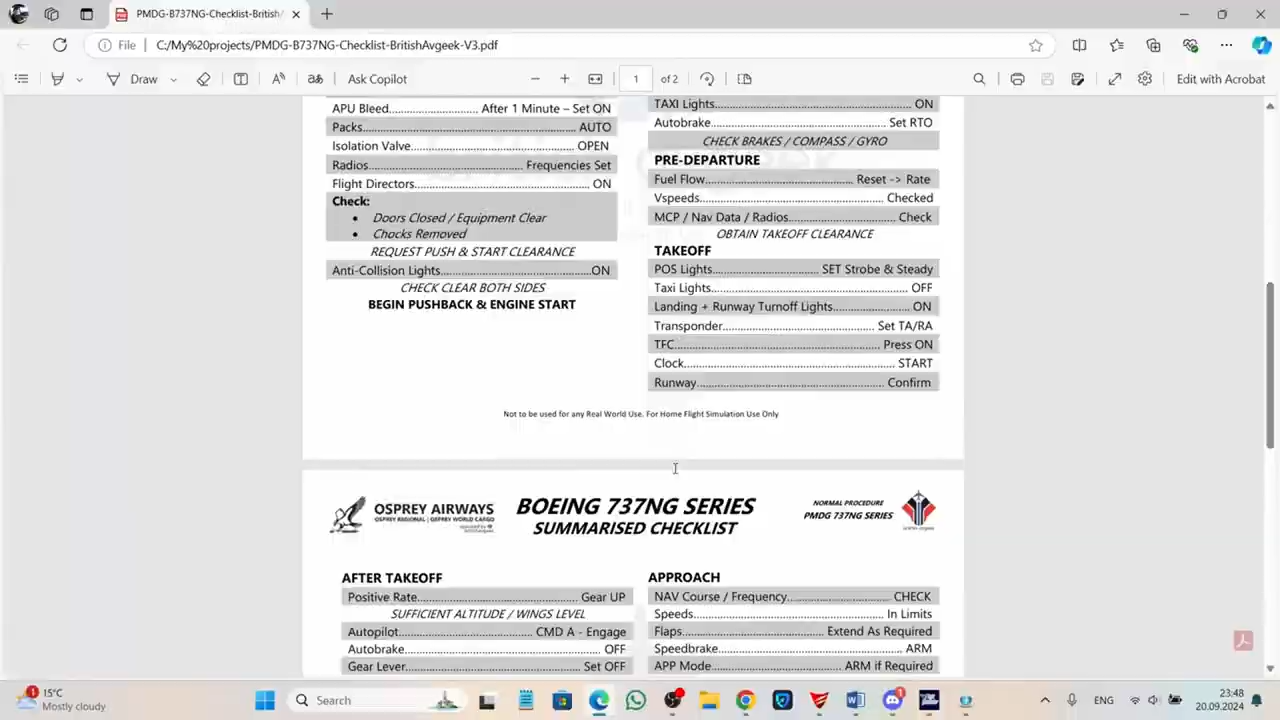 PMDG-B737NG-Checklist-British/
File
C:/My%20projects/PMDG-B737NG-Checklist-BritishAvgeek-V3.pdf
Draw
Ask Copilot
1
of 2
Edit with Acrobat
APU Bleed.......................... After 1 Minute – Set ON
Packs............................................................. AUTO
Isolation Valve................................................ OPEN
Radios........................................... Frequencies Set
Flight Directors................................................. ON
Check:
• Doors Closed / Equipment Clear
• Chocks Removed
REQUEST PUSH & START CLEARANCE
Anti-Collision Lights..........................................ON
CHECK CLEAR BOTH SIDES
BEGIN PUSHBACK & ENGINE START
TAXI Lights....................................................... ON
Autobrake.................................................. Set RTO
CHECK BRAKES / COMPASS / GYRO
PRE-DEPARTURE
Fuel Flow.......................................... Reset -> Rate
Vspeeds................................................... Checked
MCP / Nav Data / Radios.............................. Check
OBTAIN TAKEOFF CLEARANCE
TAKEOFF
POS Lights.............................. SET Strobe & Steady
Taxi Lights........................................................ OFF
Landing + Runway Turnoff Lights..................... ON
Transponder.......................................... Set TA/RA
TFC.......................................................... Press ON
Clock........................................................... START
Runway.................................................... Confirm
Not to be used for any Real World Use. For Home Flight Simulation Use Only
OSPREY AIRWAYS
OSPREY REGIONAL | OSPREY WORLD CARGO
BOEING 737NG SERIES
SUMMARISED CHECKLIST
NORMAL PROCEDURE
PMDG 737NG SERIES
AFTER TAKEOFF
Positive Rate............................................ Gear UP
SUFFICIENT ALTITUDE / WINGS LEVEL
Autopilot..................................... CMD A - Engage
Autobrake........................................................ OFF
Gear Lever................................................ Set OFF
APPROACH
NAV Course / Frequency............................. CHECK
Speeds.................................................... In Limits
Flaps....................................... Extend As Required
Speedbrake..................................................... ARM
APP Mode.................................... ARM if Required
1
15°C
Mostly cloudy
Search
1
ENG
23:48
20.09.2024